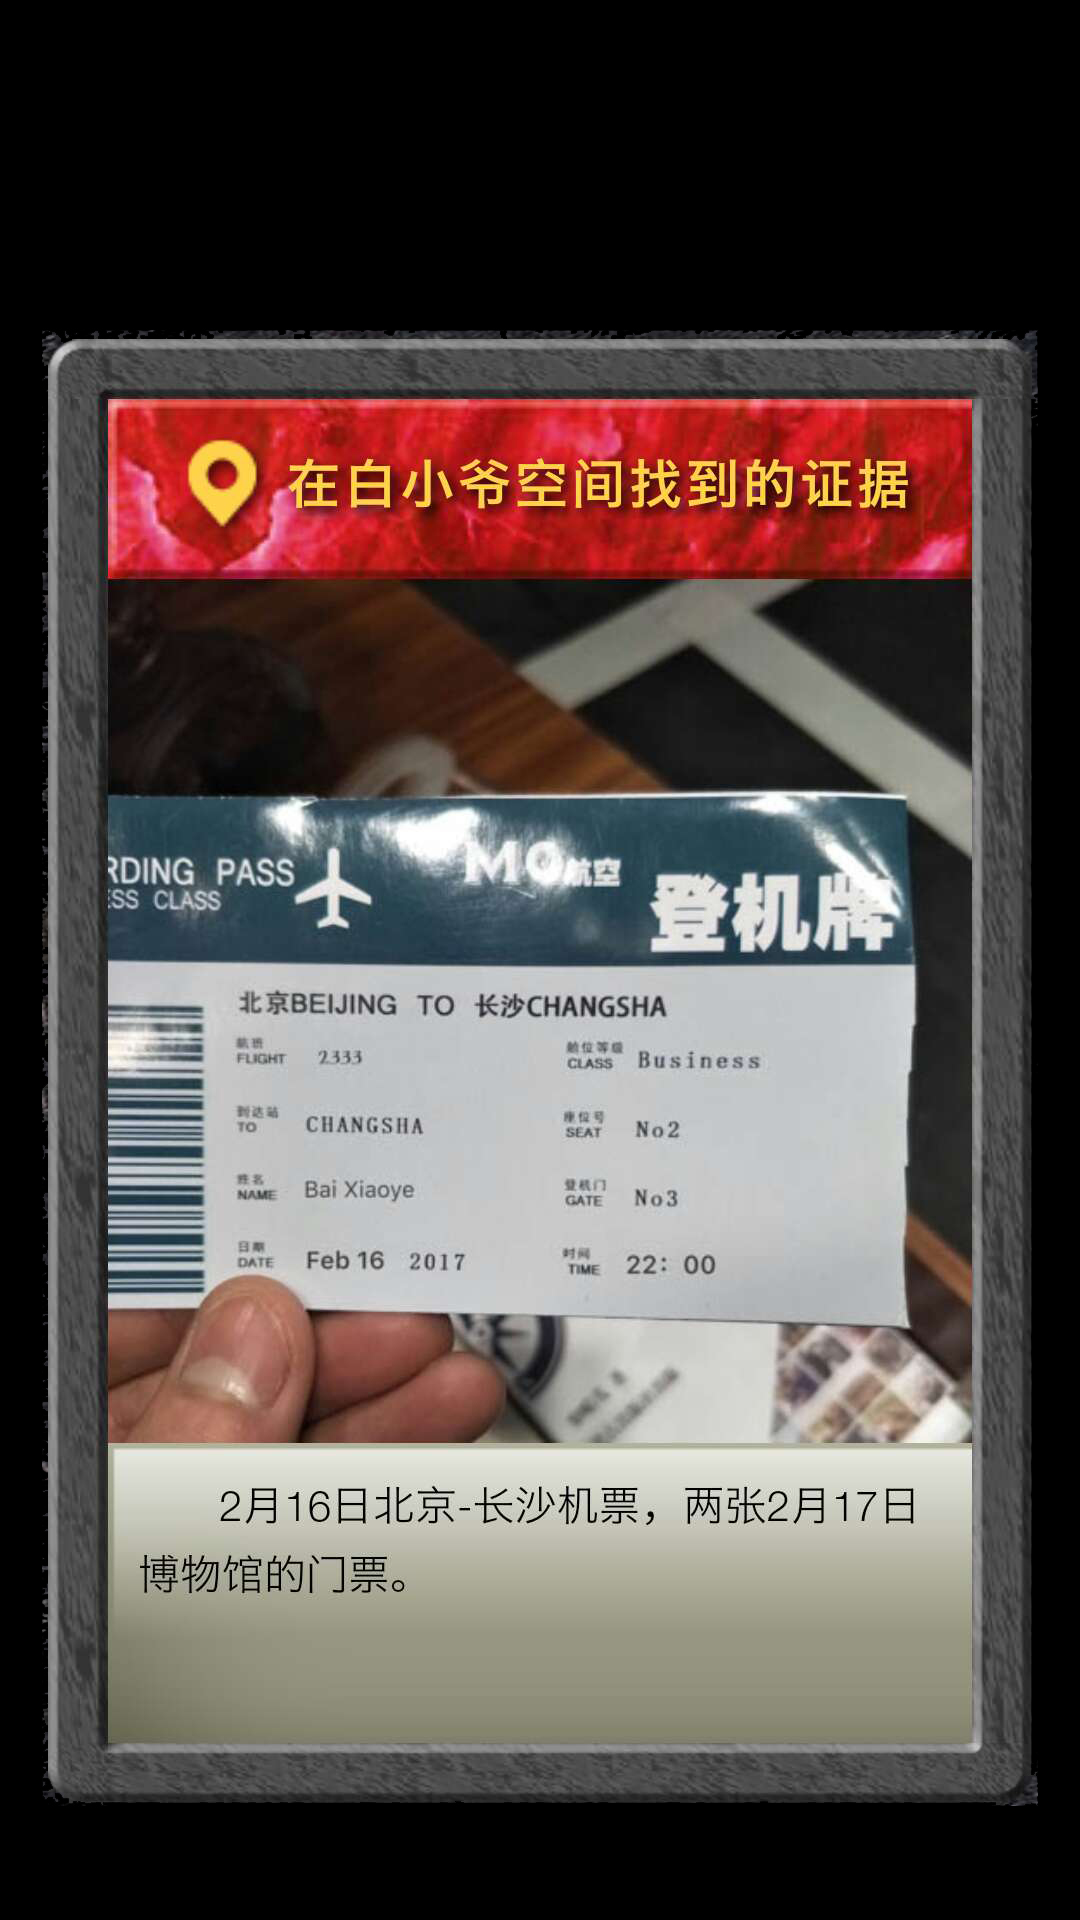 在白小爷空间找到的证据
RDING PASS
ESS CLASS
MG航空
登机牌
北京BEIJING TO 长沙CHANGSHA
航班
FLIGHT 2333
舱位等级
CLASS Business
到达站
TO CHANGSHA
座位号
SEAT No2
姓名
NAME Bai Xiaoye
登机门
GATE No3
日期
DATE Feb 16 2017
时间
TIME 22：00
2月16日北京-长沙机票，两张2月17日
博物馆的门票。